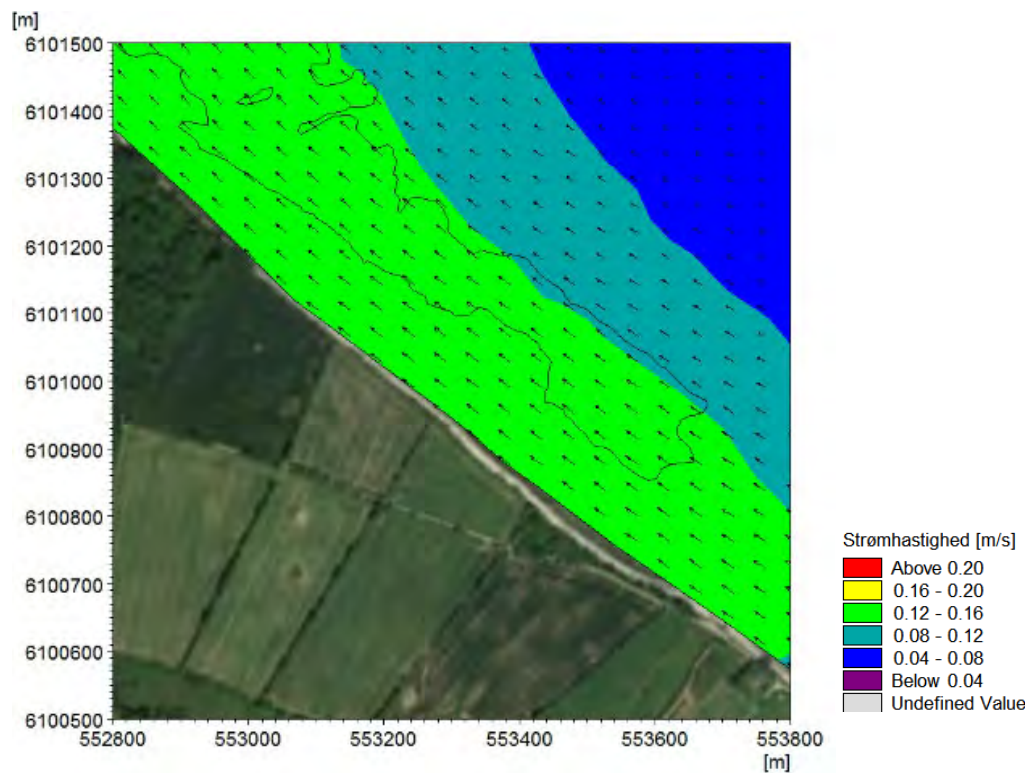 [m]
6101500
6101400
6101300
6101200
6101100
6101000
6100900
6100800
6100700
6100600
6100500
552800 553000 553200 553400 553600 553800
[m]
Strømhastighed [m/s]
Above 0.20
0.16 - 0.20
0.12 - 0.16
0.08 - 0.12
0.04 - 0.08
Below 0.04
Undefined Value